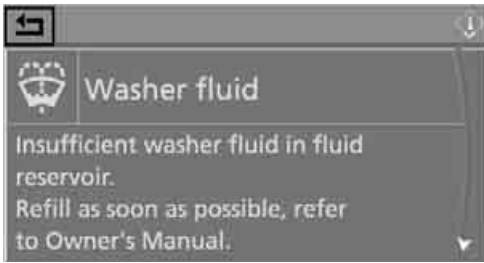 Washer fluid
Insufficient washer fluid in fluid
reservoir.
Refill as soon as possible, refer
to Owner's Manual.